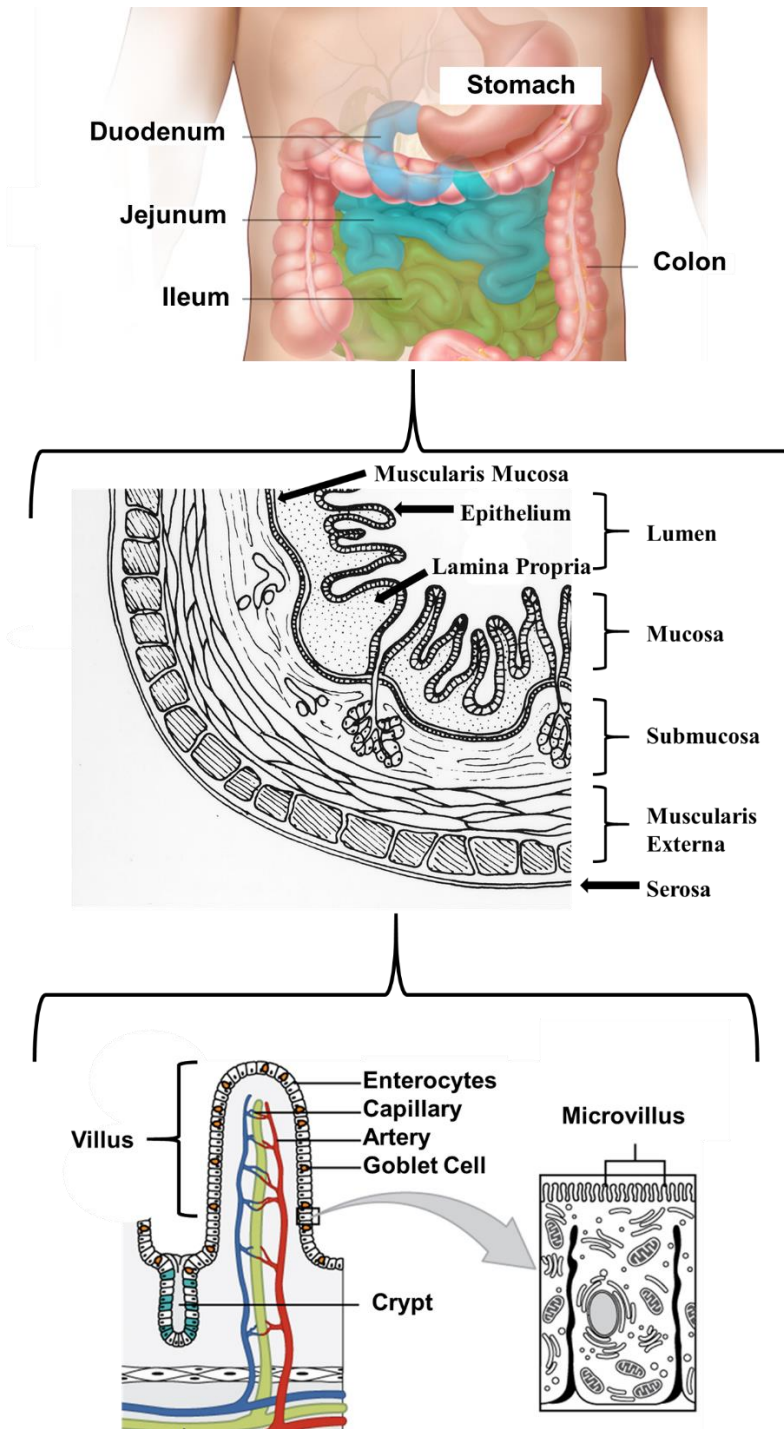 Stomach
Duodenum
Jejunum
Colon
Ileum
Muscularis Mucosa
Epithelium
Lumen
Lamina Propria
Mucosa
Submucosa
Muscularis
Externa
Serosa
Enterocytes
Capillary
Artery
Goblet Cell
Villus
Microvillus
Crypt